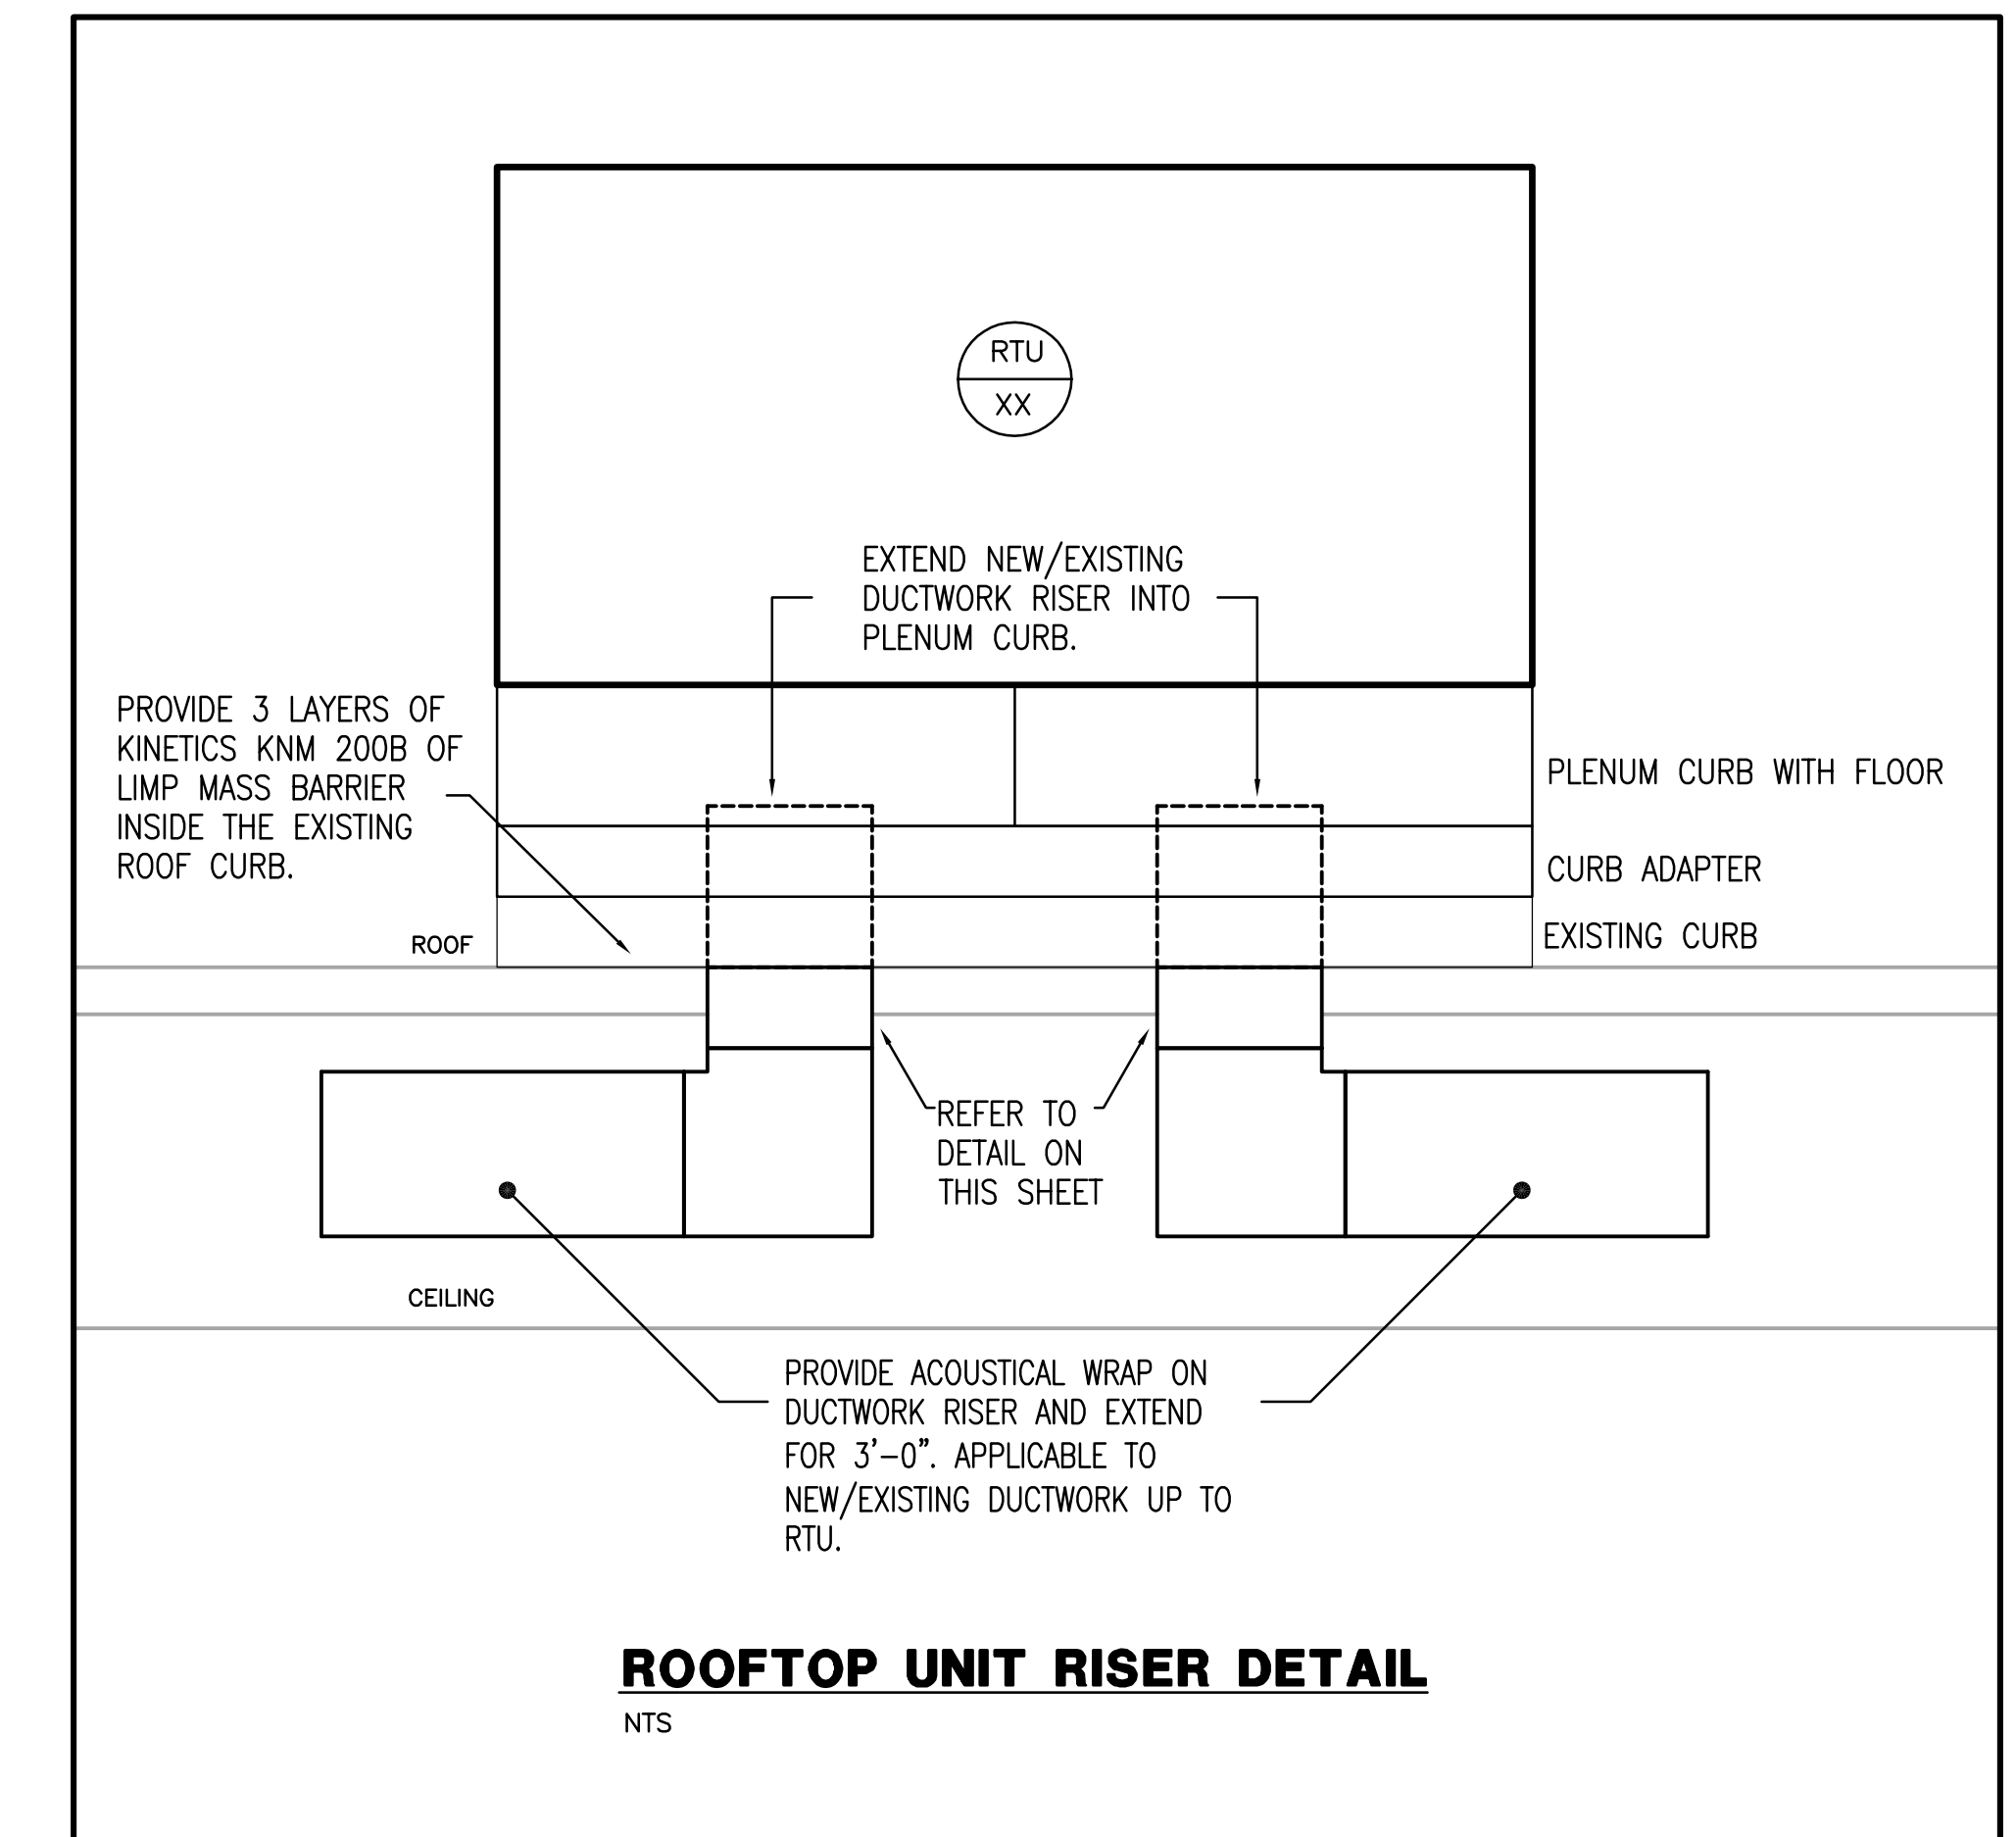 RTU
XX
EXTEND NEW/EXISTING
DUCTWORK RISER INTO
PLENUM CURB.
PROVIDE 3 LAYERS OF
KINETICS KNM 200B OF
LIMP MASS BARRIER
INSIDE THE EXISTING
ROOF CURB.
PLENUM CURB WITH FLOOR
CURB ADAPTER
EXISTING CURB
ROOF
REFER TO
DETAIL ON
THIS SHEET
CEILING
PROVIDE ACOUSTICAL WRAP ON
DUCTWORK RISER AND EXTEND
FOR 3'-0". APPLICABLE TO
NEW/EXISTING DUCTWORK UP TO
RTU.
ROOFTOP UNIT RISER DETAIL
NTS